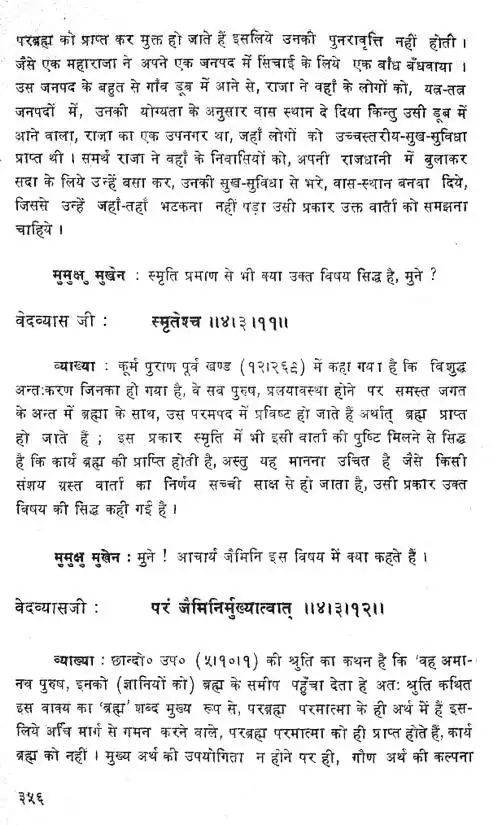 परब्रह्म को प्राप्त कर मुक्त हो जाते हैं इसलिये उनकी पुनरावृत्ति नहीं होती ।
जैसे एक महाराजा ने अपने एक जनपद में सिंचाई के लिये एक बाँध बँधवाया ।
उस जनपद के बहुत से गाँव डूब में आने से, राजा ने वहाँ के लोगों को, यत्न-तत्न
जनपदों में, उनकी योग्यता के अनुसार वास स्थान दे दिया किन्तु उसी डूब में
आने वाला, राजा का एक उपनगर था, जहाँ लोगों को उच्चस्तरीय-सुख-सुविधा
प्राप्त थी । समर्थ राजा ने वहाँ के निवासियों को, अपनी राजधानी में बुलाकर
सदा के लिये उन्हें बसा कर, उनकी सुख-सुविधा से भरे, वास-स्थान बनवा दिये,
जिससे उन्हें जहाँ-तहाँ भटकना नहीं पड़ा उसी प्रकार उक्त वार्ता को समझना
चाहिये ।
मुमुक्षु मुखेन : स्मृति प्रमाण से भी क्या उक्त विषय सिद्ध है, मुने ?
वेदव्यास जी : स्मृतेश्च ॥४।३।११॥
व्याख्या : कूर्म पुराण पूर्व खण्ड (१२।२६९) में कहा गया है कि विशुद्ध
अन्तःकरण जिनका हो गया है, वे सब पुरुष, प्रलयावस्था होने पर समस्त जगत
के अन्त में ब्रह्मा के साथ, उस परमपद में प्रविष्ट हो जाते हैं अर्थात् ब्रह्म प्राप्त
हो जाते हैं ; इस प्रकार स्मृति में भी इसी वार्ता की पुष्टि मिलने से सिद्ध
है कि कार्य ब्रह्म की प्राप्ति होती है, अस्तु यह मानना उचित है जैसे किसी
संशय ग्रस्त वार्ता का निर्णय सच्ची साक्ष से हो जाता है, उसी प्रकार उक्त
विषय की सिद्ध कही गई है ।
मुमुक्षु मुखेन : मुने ! आचार्य जैमिनि इस विषय में क्या कहते हैं ।
वेदव्यासजी : परं जैमिनिर्मुख्यात्वात् ॥४।३।१२॥
व्याख्या : छान्दो० उप० (५।१०।१) की श्रुति का कथन है कि 'वह अमा-
नव पुरुष, इनको (ज्ञानियों को) ब्रह्म के समीप पहुँचा देता हे अतः श्रुति कथित
इस वाक्य का 'ब्रह्म' शब्द मुख्य रूप से, परब्रह्म परमात्मा के ही अर्थ में हैं इस-
लिये अर्चि मार्ग से गमन करने वाले, परब्रह्म परमात्मा को ही प्राप्त होते हैं, कार्य
ब्रह्म को नहीं । मुख्य अर्थ की उपयोगिता न होने पर ही, गौण अर्थ की कल्पना
३५६